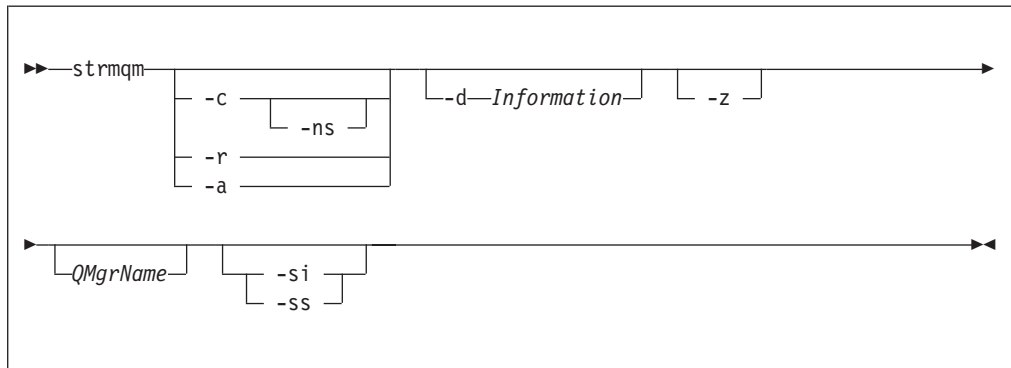 strmqm
-c
-ns
-r
-a
-d Information
-z
QMgrName
-si
-ss